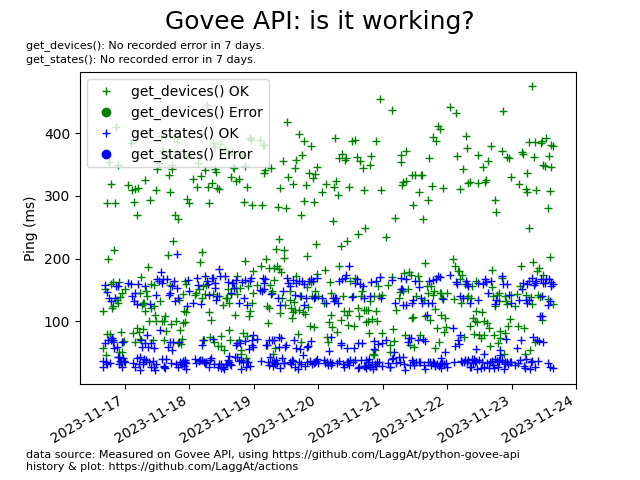 Govee API: is it working?
get_devices(): No recorded error in 7 days.
get_states(): No recorded error in 7 days.
get_devices() OK
get_devices() Error
get_states() OK
get_states() Error
400
300
200
100
Ping (ms)
2023-11-17
2023-11-18
2023-11-19
2023-11-20
2023-11-21
2023-11-22
2023-11-23
2023-11-24
data source: Measured on Govee API, using https://github.com/LaggAt/python-govee-api
history & plot: https://github.com/LaggAt/actions